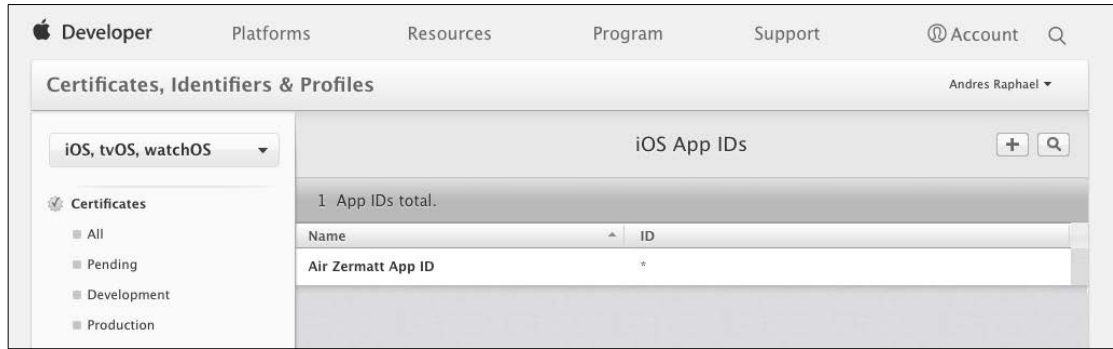 Developer Platforms Resources Program Support Account
Certificates, Identifiers & Profiles Andres Raphael
iOS, tvOS, watchOS
iOS App IDs
Certificates
1 App IDs total.
All
Name ID
Pending
Air Zermatt App ID *
Development
Production